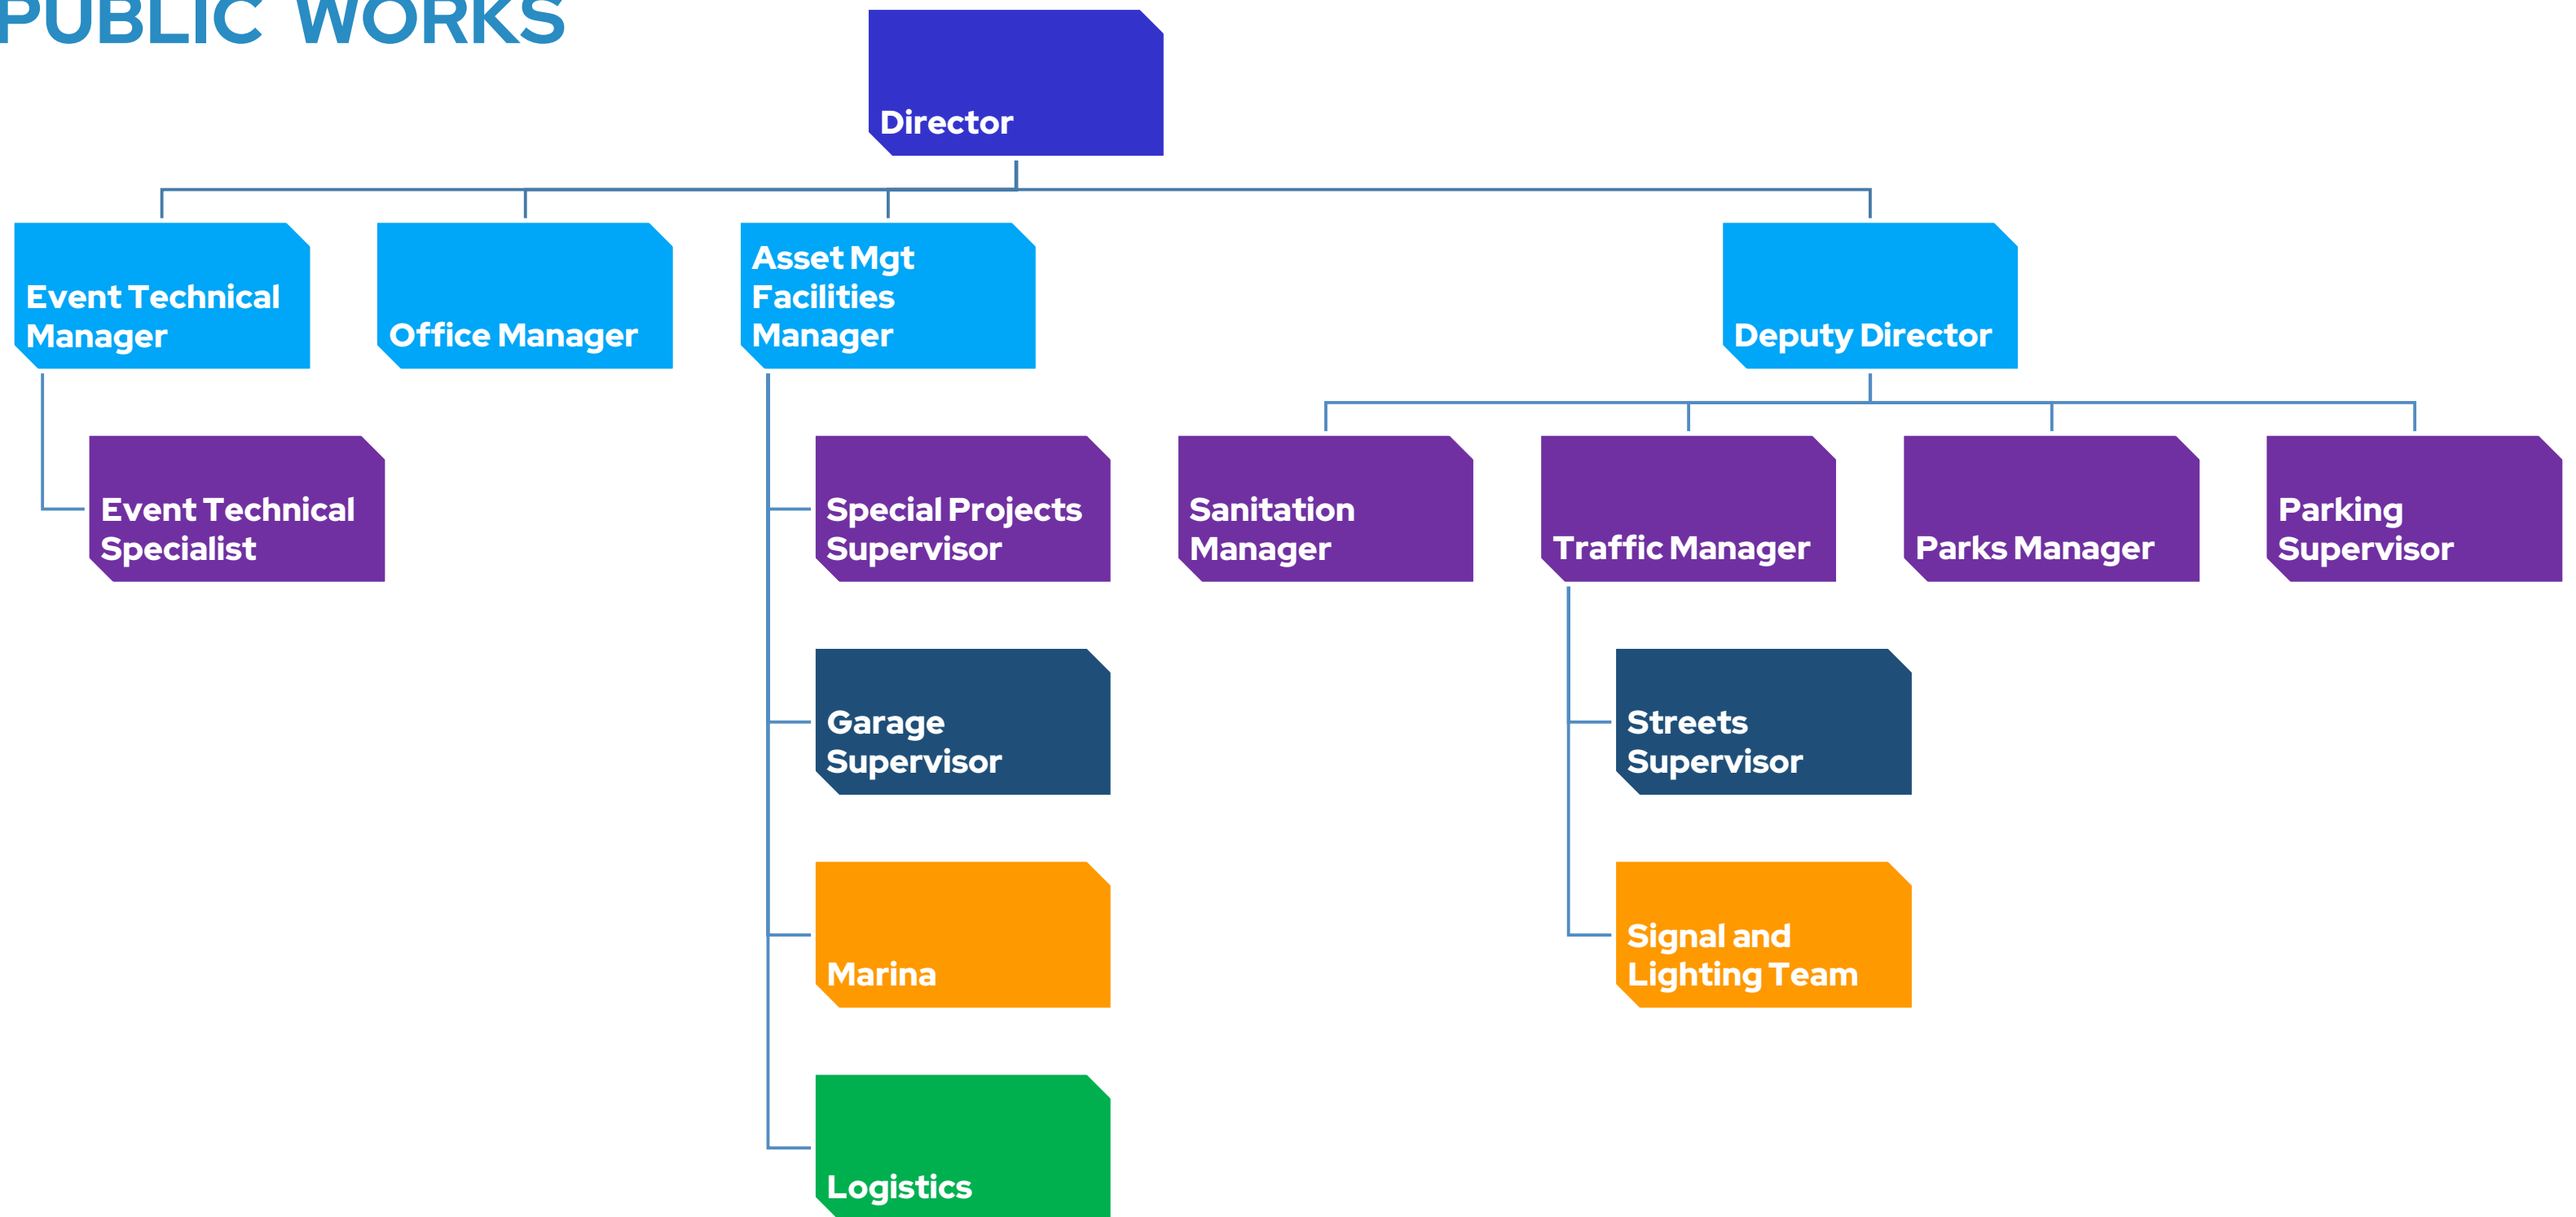 PUBLIC WORKS
Director
Event Technical
Manager
Office Manager
Asset Mgt
Facilities
Manager
Deputy Director
Event Technical
Specialist
Special Projects
Supervisor
Sanitation
Manager
Traffic Manager
Parks Manager
Parking
Supervisor
Garage
Supervisor
Streets
Supervisor
Marina
Signal and
Lighting Team
Logistics